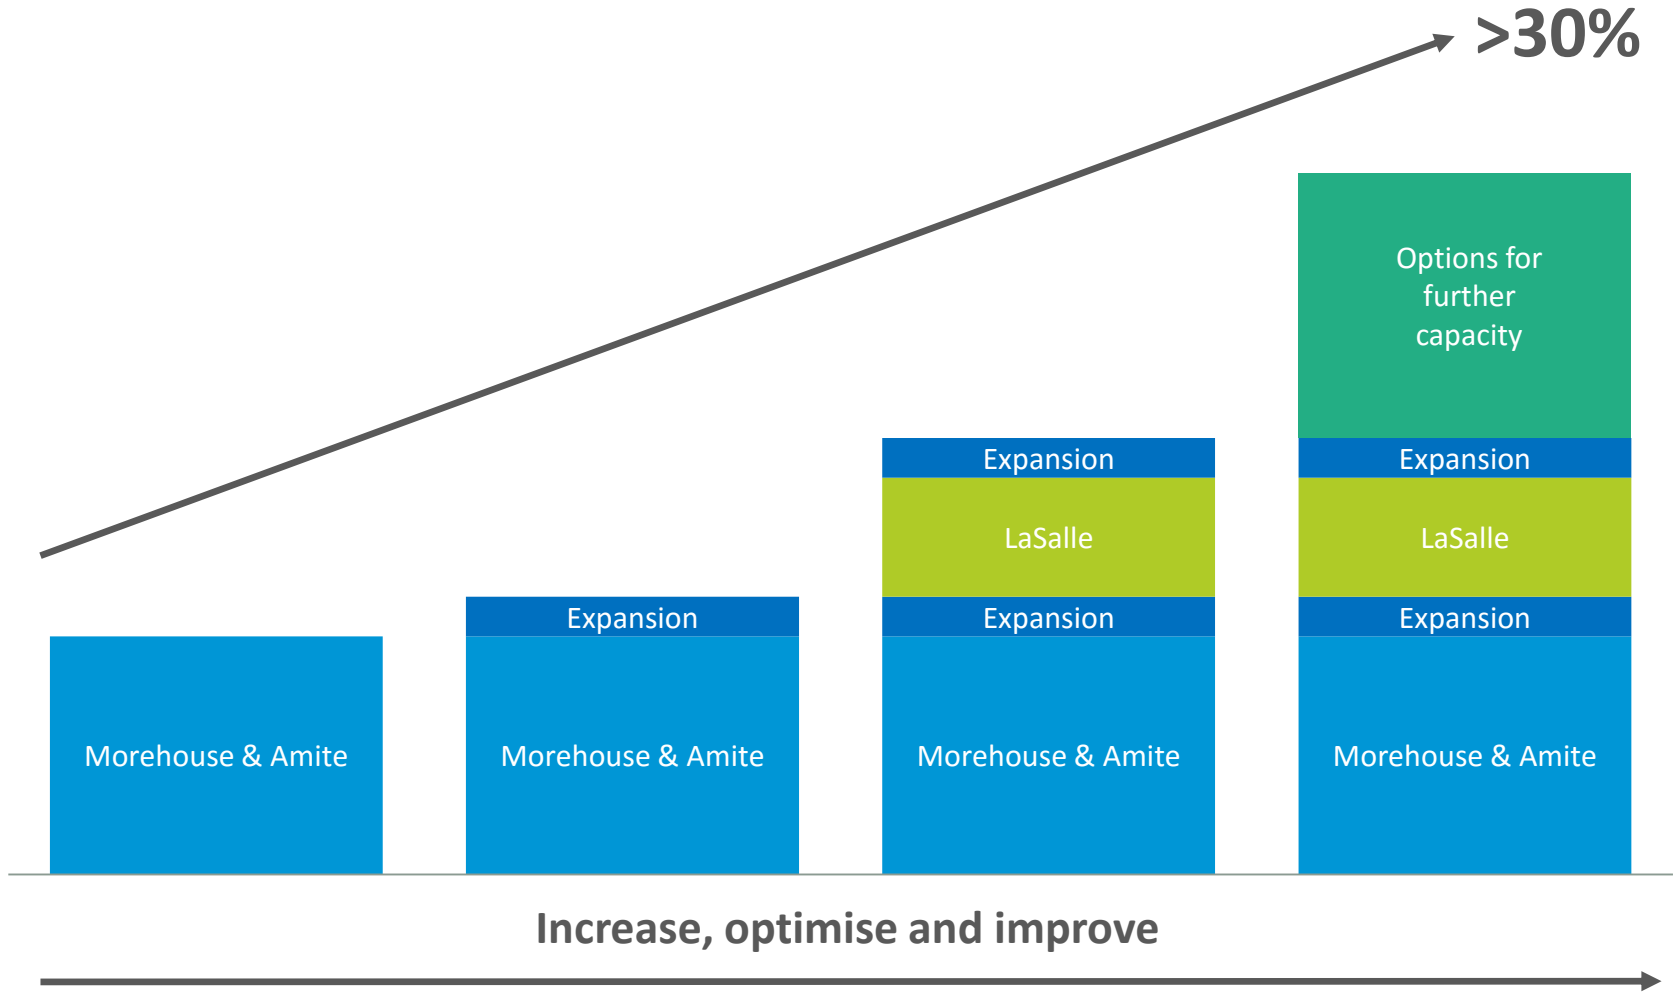 >30%
Options for
further
capacity
Expansion
Expansion
LaSalle
LaSalle
Expansion
Expansion
Expansion
Morehouse & Amite
Morehouse & Amite
Morehouse & Amite
Morehouse & Amite
Increase, optimise and improve